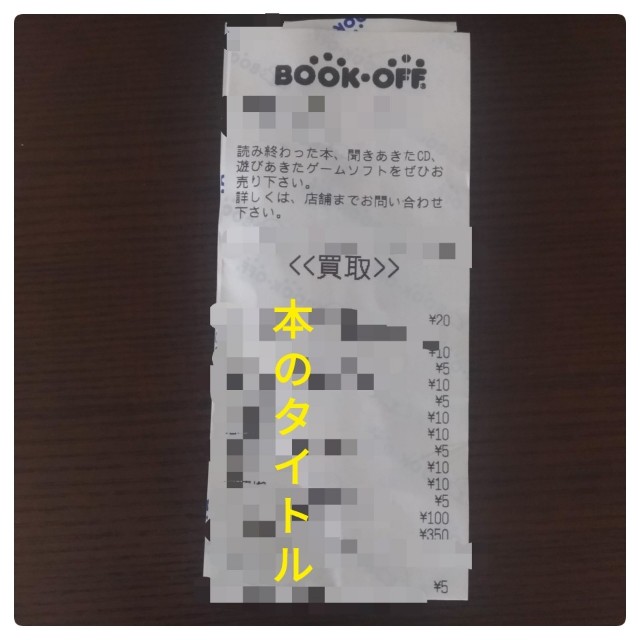 BOOK-OFF
読み終わった本、聞きあきたCD、
遊びあきたゲームソフトをぜひお
売り下さい。
詳しくは、店舗までお問い合わせ
下さい。
<<買取>>
本のタイトル
¥20
¥10
¥5
¥10
¥5
¥10
¥10
¥5
¥10
¥10
¥5
¥100
¥350
¥5